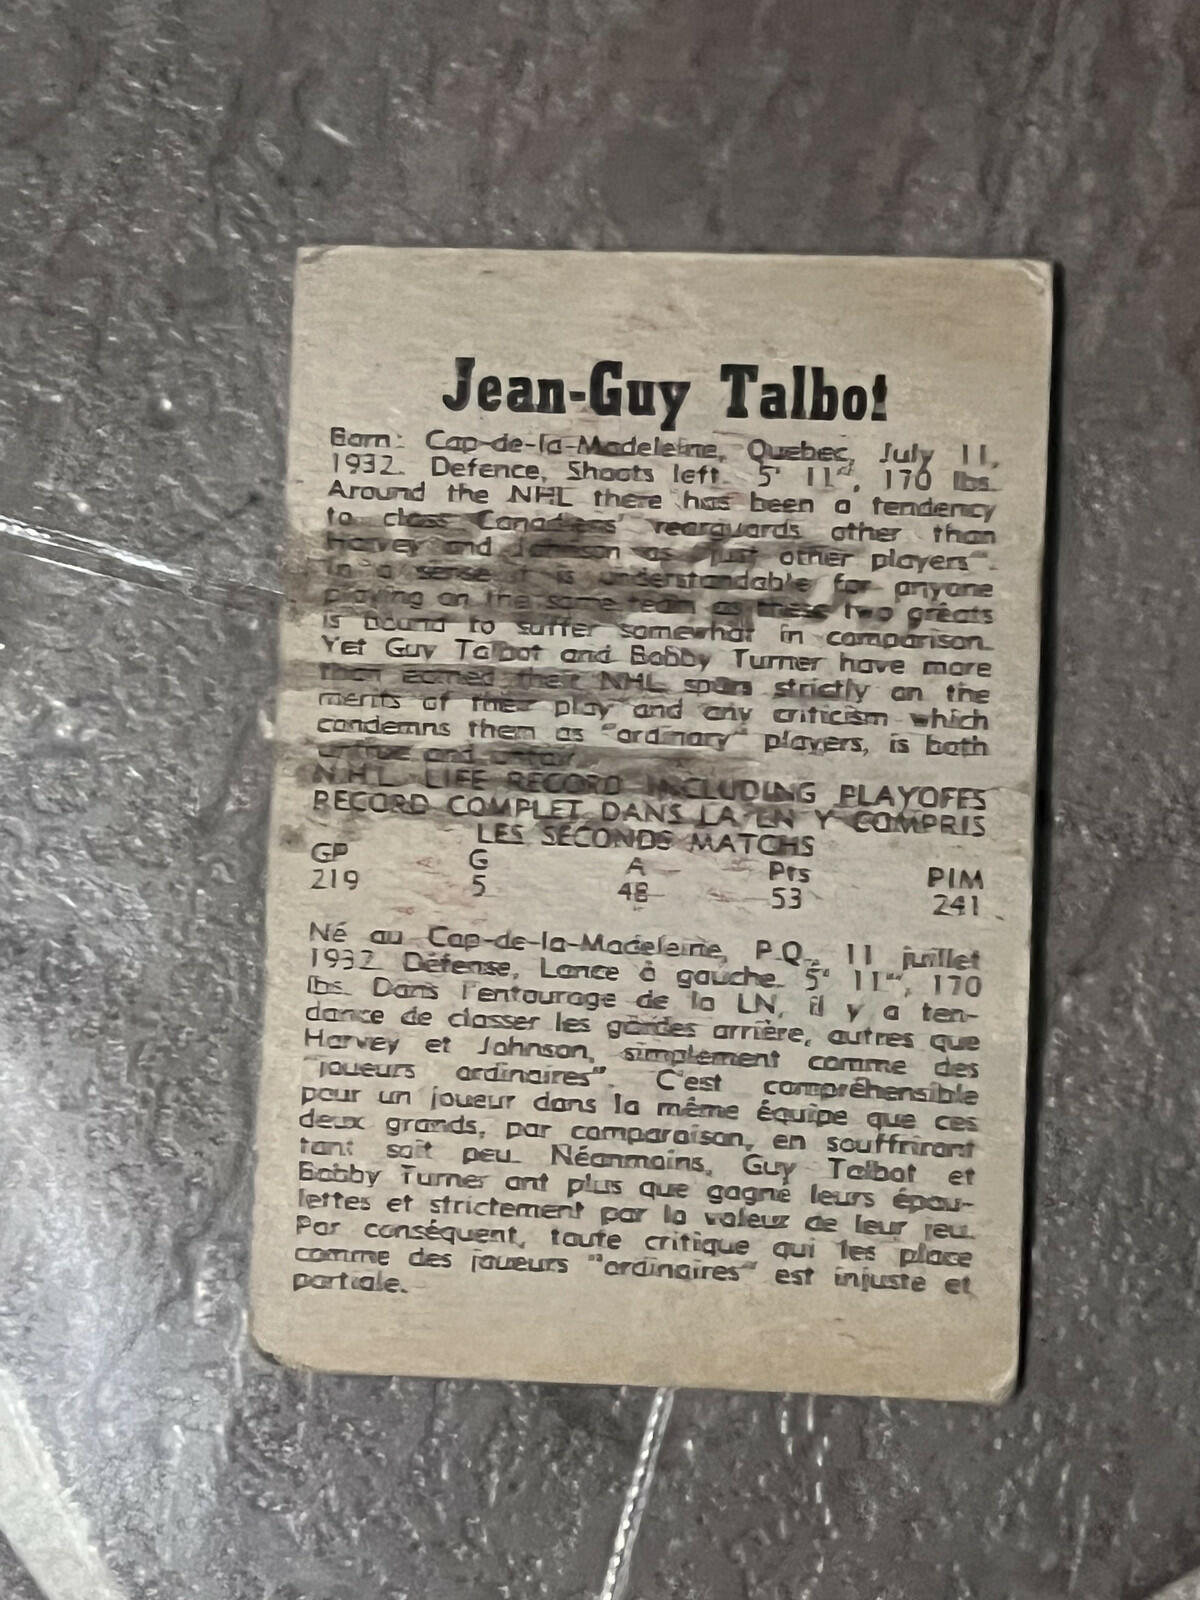 Jean-Guy Talbot
Born: Cap-de-la-Madeleine, Quebec, July 11,
1932. Defence, Shoots left. 5' 11", 170 lbs.
Around the NHL there has been a tendency
to class Canadiens' rearguards other than
Harvey and Johnson as "just other players".
In a sense it is understandable for anyone
playing on the same team as these two greats
is bound to suffer somewhat in comparison.
Yet Guy Talbot and Bobby Turner have more
than earned their NHL spurs strictly on the
merits of their play and any criticism which
condemns them as "ordinary" players, is both
untrue and unfair.
N.H.L. LIFE RECORD INCLUDING PLAYOFFS
RECORD COMPLET DANS LA LN Y COMPRIS
LES SECONDS MATCHS
GP G A Pts PIM
219 5 48 53 241
Né au Cap-de-la-Madeleine, P.Q., 11 juillet
1932. Défense, Lance à gauche. 5' 11", 170
lbs. Dans l'entourage de la LN, il y a ten-
dance de classer les gardes arrière, autres que
Harvey et Johnson, simplement comme des
"joueurs ordinaires". C'est compréhensible
pour un joueur dans la même équipe que ces
deux grands, par comparaison, en souffriront
tant soit peu. Néanmoins, Guy Talbot et
Bobby Turner ont plus que gagné leurs épau-
lettes et strictement par la valeur de leur jeu.
Par conséquent, toute critique qui les place
comme des joueurs "ordinaires" est injuste et
partiale.